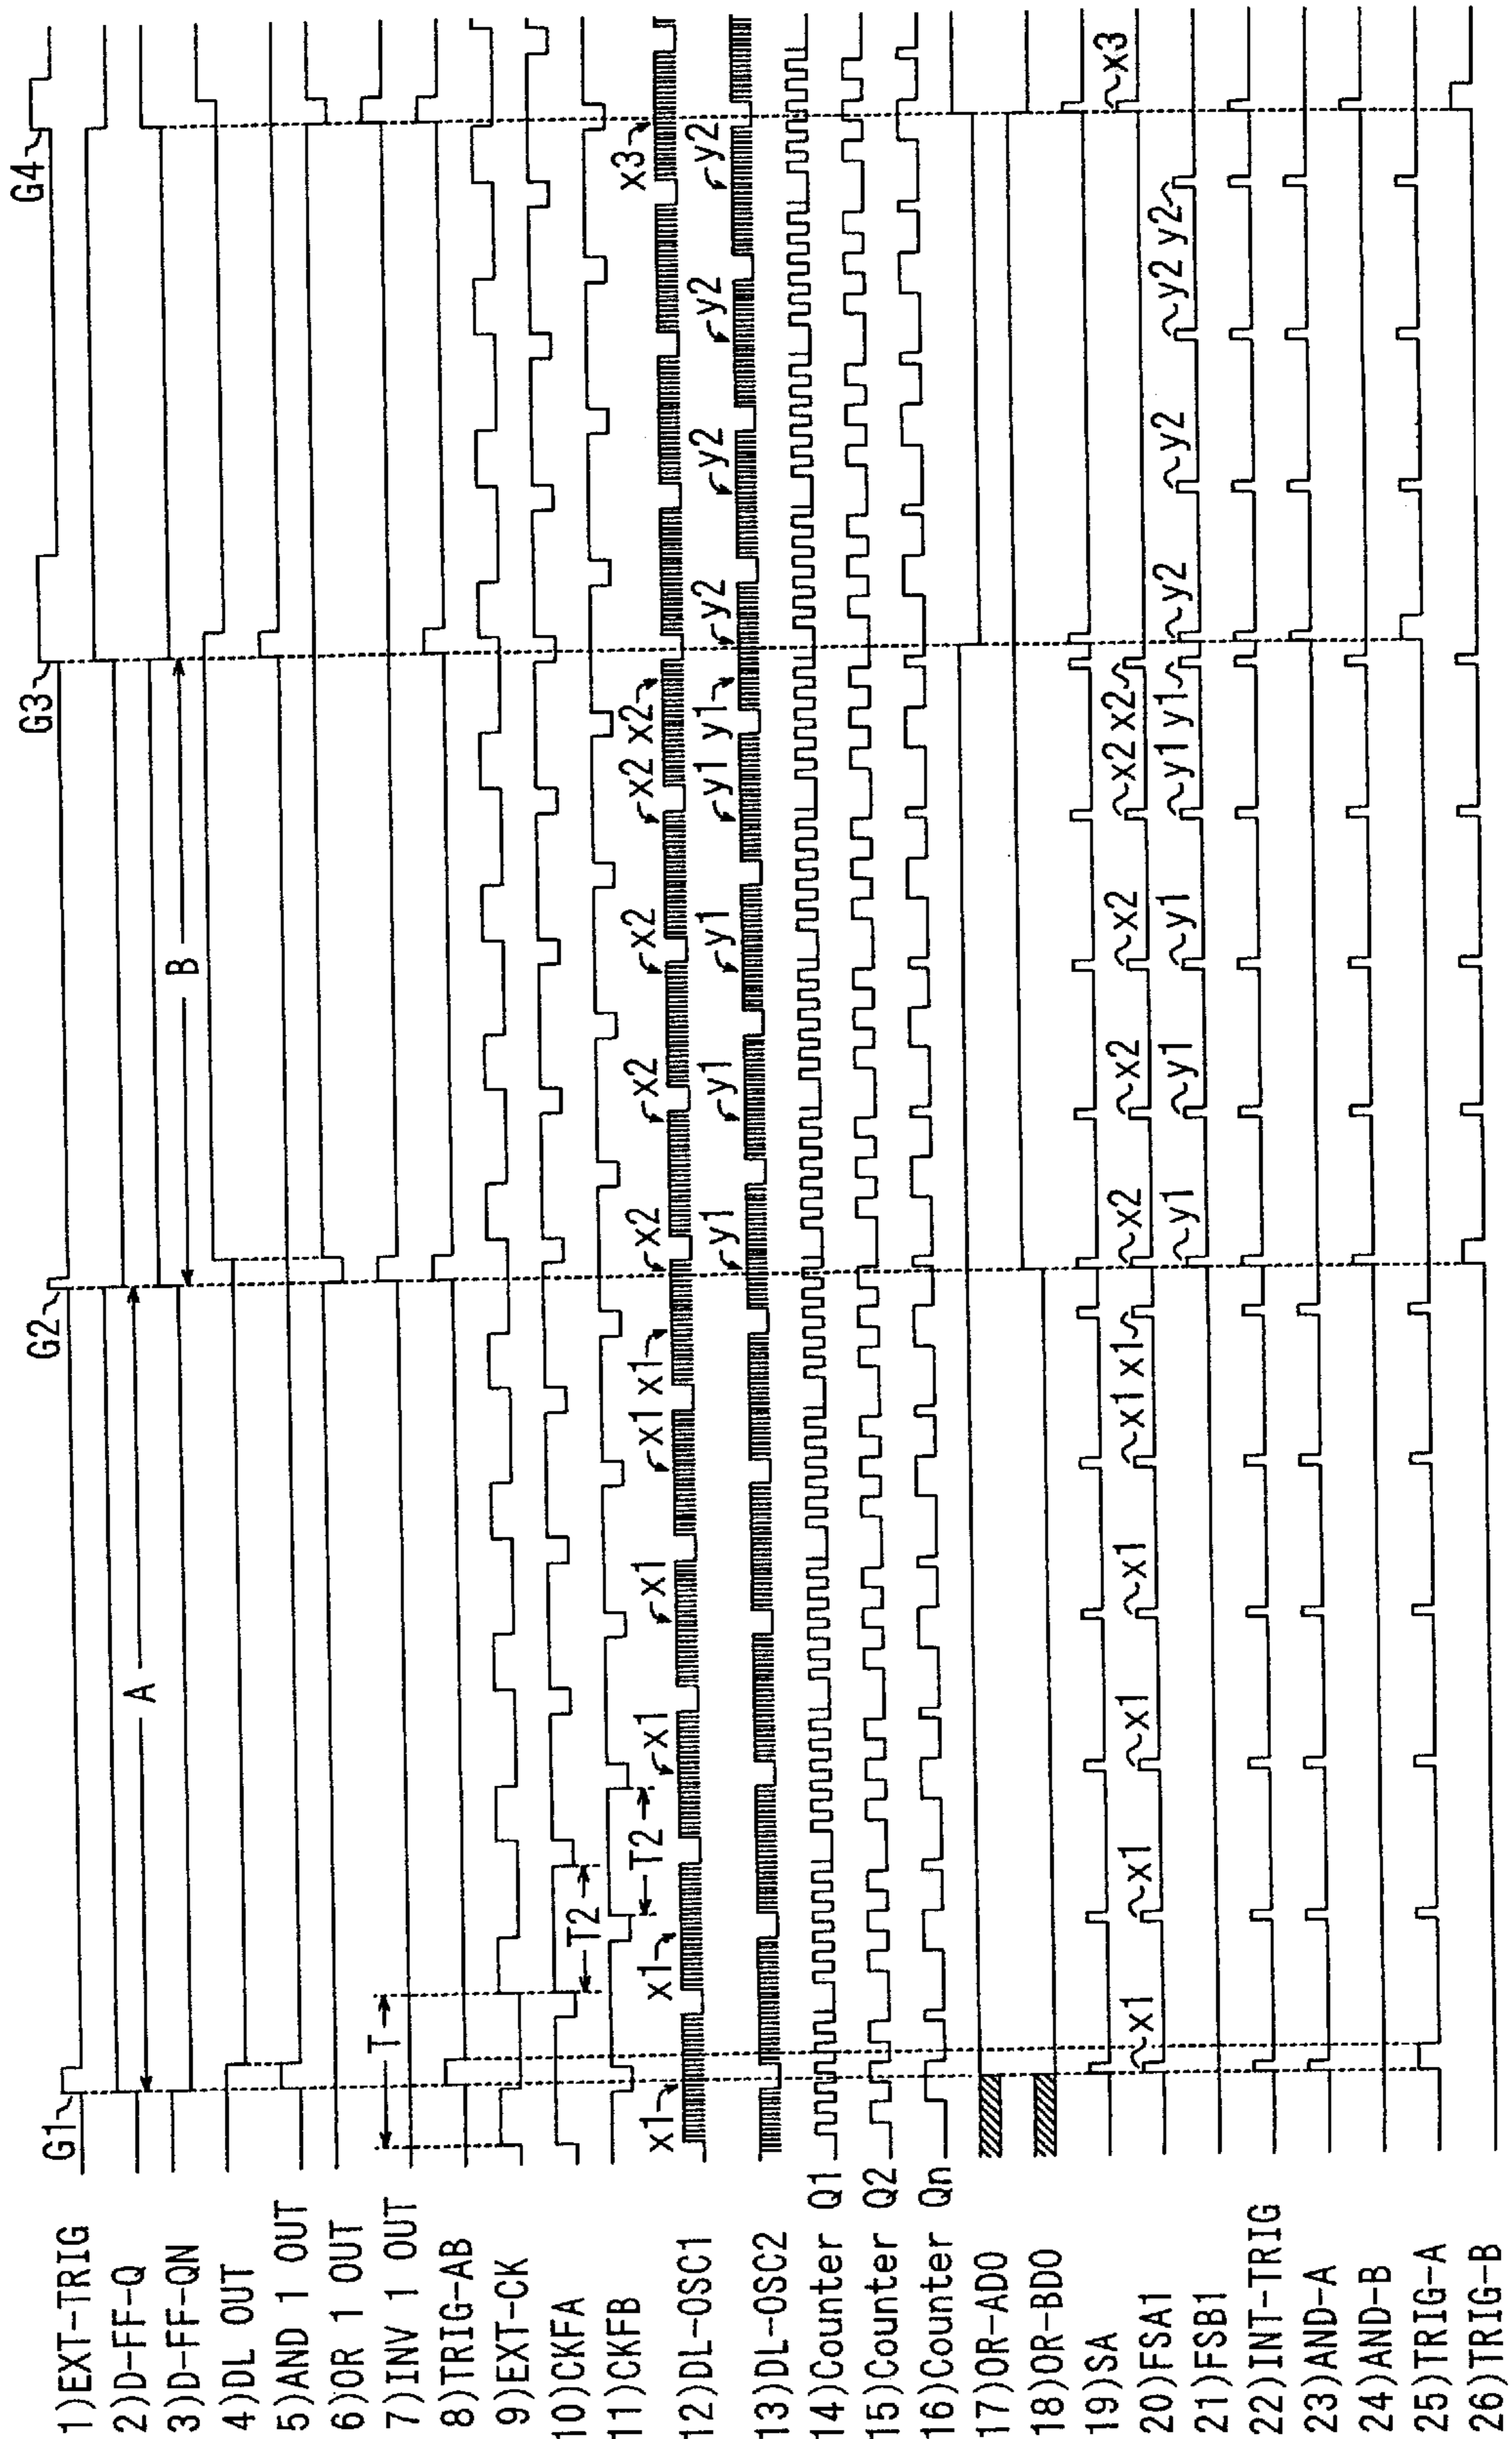 G1 G2 G3 G4
1)EXT-TRIG
2)D-FF-Q
A
3)D-FF-QN
B
4)DL OUT
5)AND 1 OUT
6)OR 1 OUT
7)INV 1 OUT
T
8)TRIG-AB
9)EXT-CK
10)CKFA
T2
11)CKFB
T2
x1 x1 x1 x1 x1 x1 x2 x2 x2 x2 x2 x3
12)DL-OSC1
y1 y1 y1 y1 y1 y2 y2 y2 y2 y2
13)DL-OSC2
14)Counter Q1
15)Counter Q2
16)Counter Qn
17)OR-ADO
18)OR-BDO
19)SA
x1 x1 x1 x1 x1 x1 x2 x2 x2 x2 x2 x3
20)FSA1
y1 y1 y1 y1 y1 y2 y2 y2 y2
21)FSB1
22)INT-TRIG
23)AND-A
24)AND-B
25)TRIG-A
26)TRIG-B